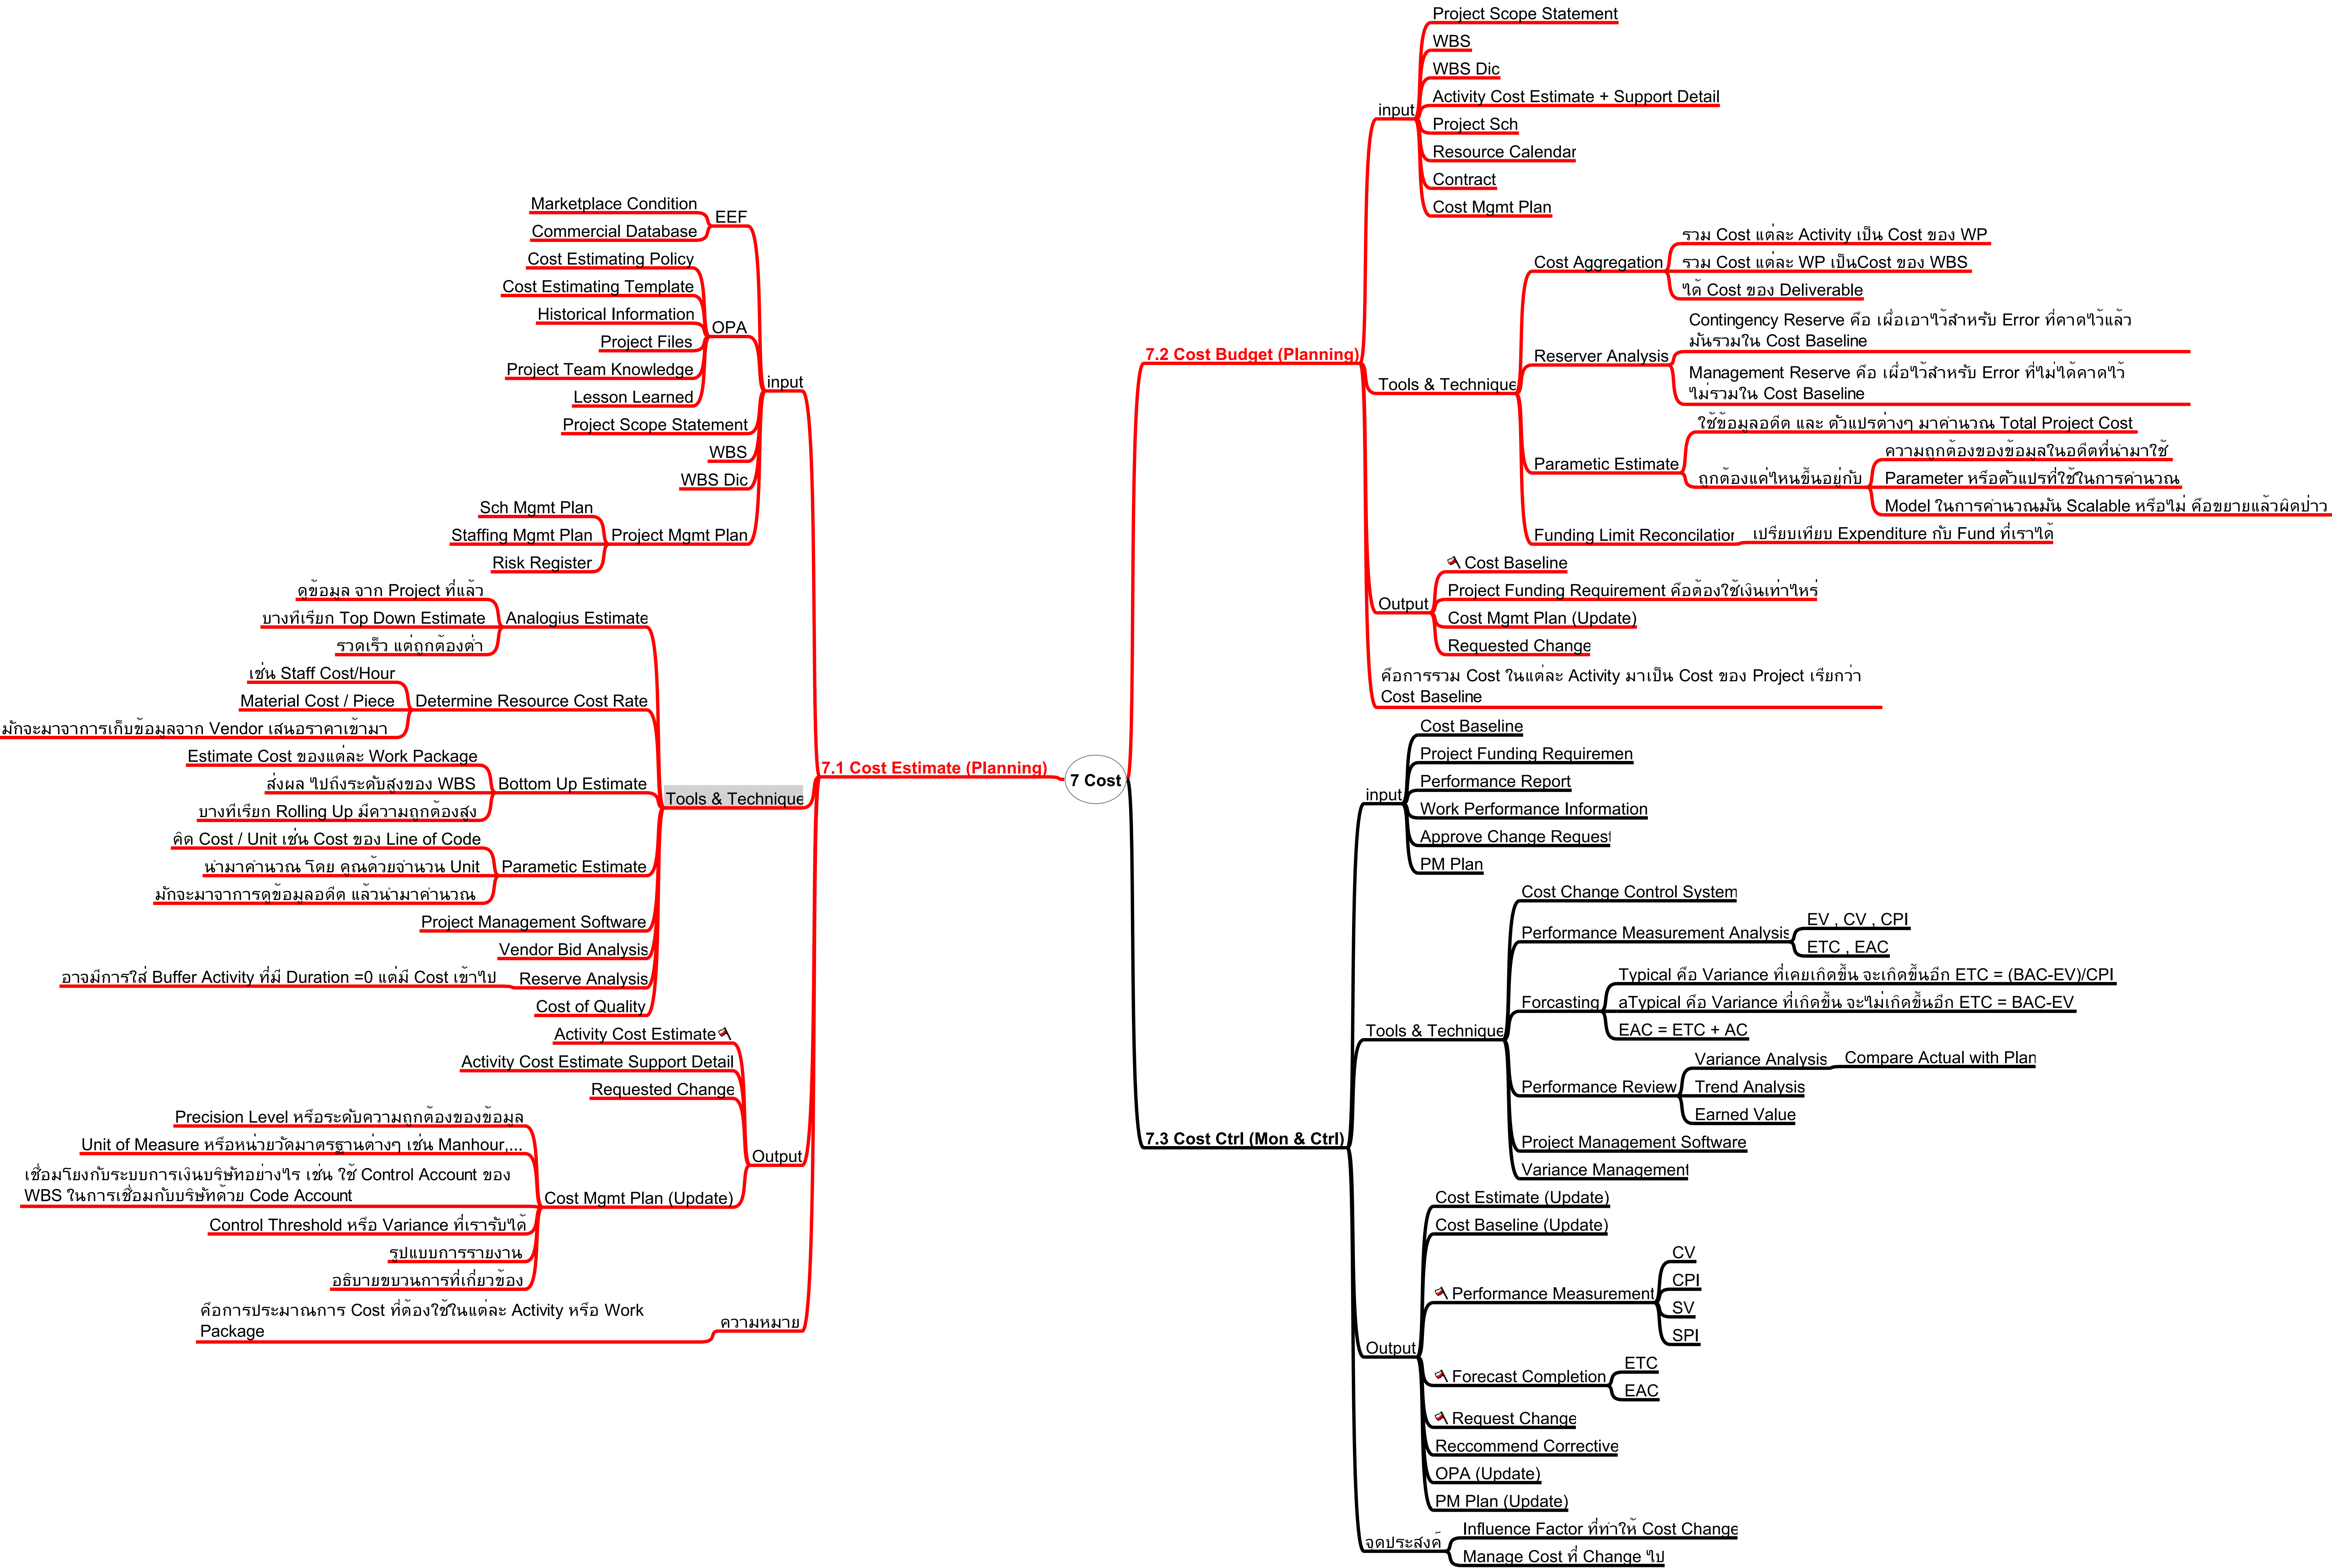 7 Cost
7.1 Cost Estimate (Planning)
input
EEF
Marketplace Condition
Commercial Database
OPA
Cost Estimating Policy
Cost Estimating Template
Historical Information
Project Files
Project Team Knowledge
Lesson Learned
Project Scope Statement
WBS
WBS Dic
Project Mgmt Plan
Sch Mgmt Plan
Staffing Mgmt Plan
Risk Register
Tools & Technique
Analogius Estimate
ดูข้อมูล จาก Project ที่แล้ว
บางทีเรียก Top Down Estimate
รวดเร็ว แต่ถูกต้องต่ำ
Determine Resource Cost Rate
เช่น Staff Cost/Hour
Material Cost / Piece
มักจะมาจาการเก็บข้อมูลจาก Vendor เสนอราคาเข้ามา
Bottom Up Estimate
Estimate Cost ของแต่ละ Work Package
ส่งผล ไปถึงระดับสูงของ WBS
บางทีเรียก Rolling Up มีความถูกต้องสูง
Parametic Estimate
คิด Cost / Unit เช่น Cost ของ Line of Code
นำมาคำนวณ โดย คูณด้วยจำนวน Unit
มักจะมาจาการดูข้อมูลอดีต แล้วนำมาคำนวณ
Project Management Software
Vendor Bid Analysis
Reserve Analysis
อาจมีการใส่ Buffer Activity ที่มี Duration =0 แต่มี Cost เข้าไป
Cost of Quality
Output
Activity Cost Estimate
Activity Cost Estimate Support Detail
Requested Change
Cost Mgmt Plan (Update)
Precision Level หรือระดับความถูกต้องของข้อมูล
Unit of Measure หรือหน่วยวัดมาตรฐานต่างๆ เช่น Manhour,...
เชื่อมโยงกับระบบการเงินบริษัทอย่างไร เช่น ใช้ Control Account ของ
WBS ในการเชื่อมกับบริษัทด้วย Code Account
Control Threshold หรือ Variance ที่เรารับได้
รูปแบบการรายงาน
อธิบายขบวนการที่เกี่ยวข้อง
ความหมาย
คือการประมาณการ Cost ที่ต้องใช้ในแต่ละ Activity หรือ Work
Package
7.2 Cost Budget (Planning)
input
Project Scope Statement
WBS
WBS Dic
Activity Cost Estimate + Support Detail
Project Sch
Resource Calendar
Contract
Cost Mgmt Plan
Tools & Technique
Cost Aggregation
รวม Cost แต่ละ Activity เป็น Cost ของ WP
รวม Cost แต่ละ WP เป็นCost ของ WBS
ได้ Cost ของ Deliverable
Reserver Analysis
Contingency Reserve คือ เผื่อเอาไว้สำหรับ Error ที่คาดไว้แล้ว
มันรวมใน Cost Baseline
Management Reserve คือ เผื่อไว้สำหรับ Error ที่ไม่ได้คาดไว้
ไม่รวมใน Cost Baseline
Parametic Estimate
ใช้ข้อมูลอดีต และ ตัวแปรต่างๆ มาคำนวณ Total Project Cost
ถูกต้องแค่ไหนขึ้นอยู่กับ
ความถูกต้องของข้อมูลในอดีตที่นำมาใช้
Parameter หรือตัวแปรที่ใช้ในการคำนวณ
Model ในการคำนวณมัน Scalable หรือไม่ คือขยายแล้วผิดป่าว
Funding Limit Reconcilation
เปรียบเทียบ Expenditure กับ Fund ที่เราได้
Output
Cost Baseline
Project Funding Requirement คือต้องใช้เงินเท่าไหร่
Cost Mgmt Plan (Update)
Requested Change
คือการรวม Cost ในแต่ละ Activity มาเป็น Cost ของ Project เรียกว่า
Cost Baseline
7.3 Cost Ctrl (Mon & Ctrl)
input
Cost Baseline
Project Funding Requiremen
Performance Report
Work Performance Information
Approve Change Request
PM Plan
Tools & Technique
Cost Change Control System
Performance Measurement Analysis
EV , CV , CPI
ETC , EAC
Forcasting
Typical คือ Variance ที่เคยเกิดขึ้น จะเกิดขึ้นอีก ETC = (BAC-EV)/CPI
aTypical คือ Variance ที่เกิดขึ้น จะไม่เกิดขึ้นอีก ETC = BAC-EV
EAC = ETC + AC
Performance Review
Variance Analysis
Compare Actual with Plan
Trend Analysis
Earned Value
Project Management Software
Variance Management
Output
Cost Estimate (Update)
Cost Baseline (Update)
Performance Measurement
CV
CPI
SV
SPI
Forecast Completion
ETC
EAC
Request Change
Reccommend Corrective
OPA (Update)
PM Plan (Update)
จดประสงค์
Influence Factor ที่ทำให้ Cost Change
Manage Cost ที่ Change ไป